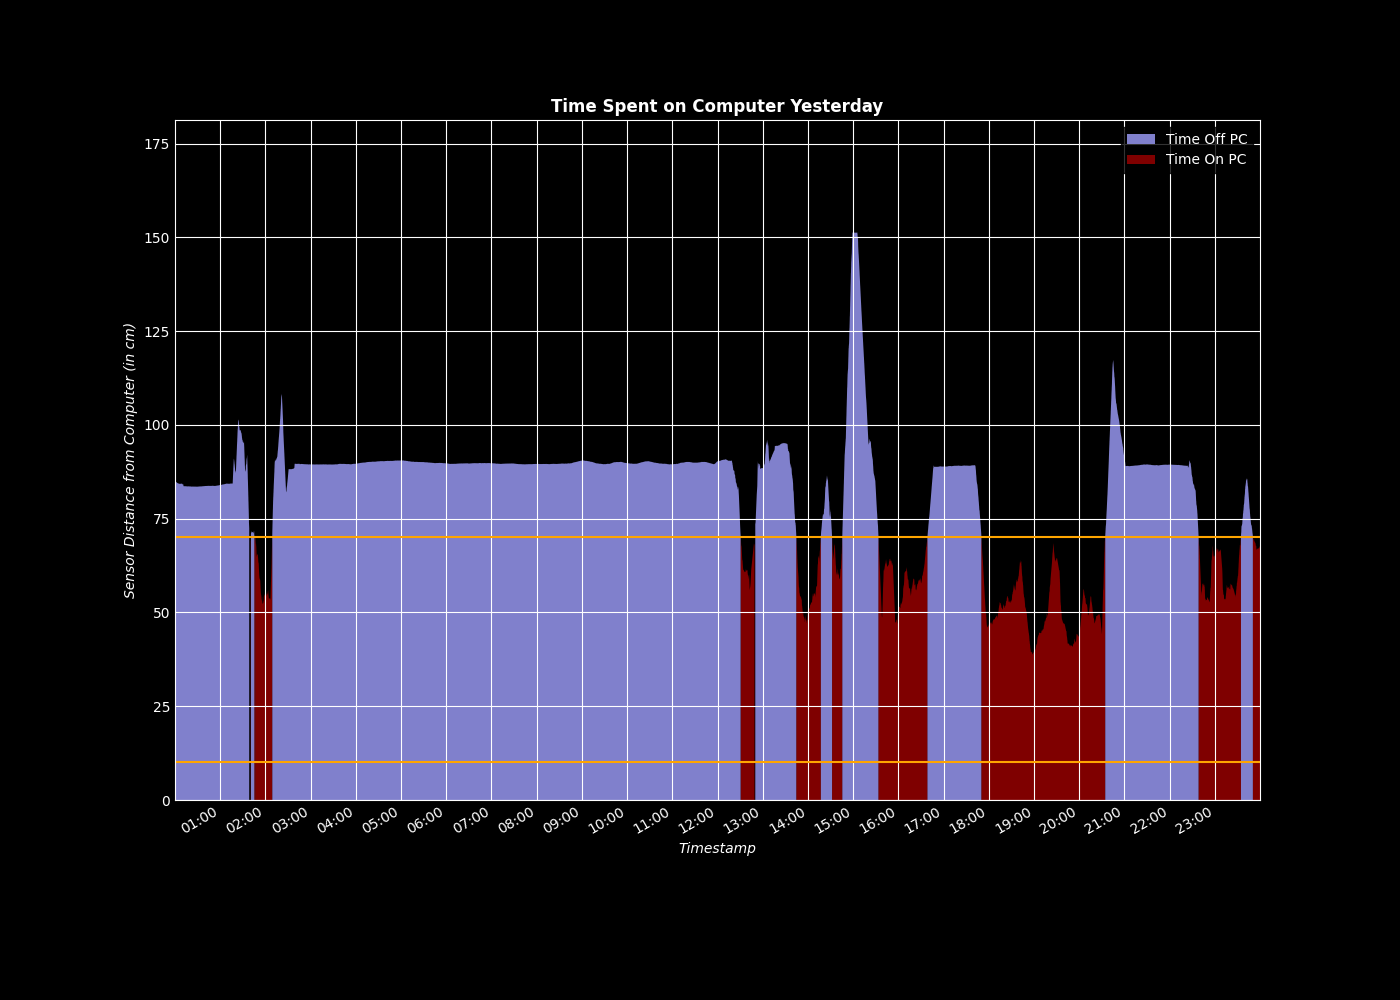 Time Spent on Computer Yesterday
Time Off PC
Time On PC
Sensor Distance from Computer (in cm)
175
150
125
100
75
50
25
0
01:00 02:00 03:00 04:00 05:00 06:00 07:00 08:00 09:00 10:00 11:00 12:00 13:00 14:00 15:00 16:00 17:00 18:00 19:00 20:00 21:00 22:00 23:00
Timestamp